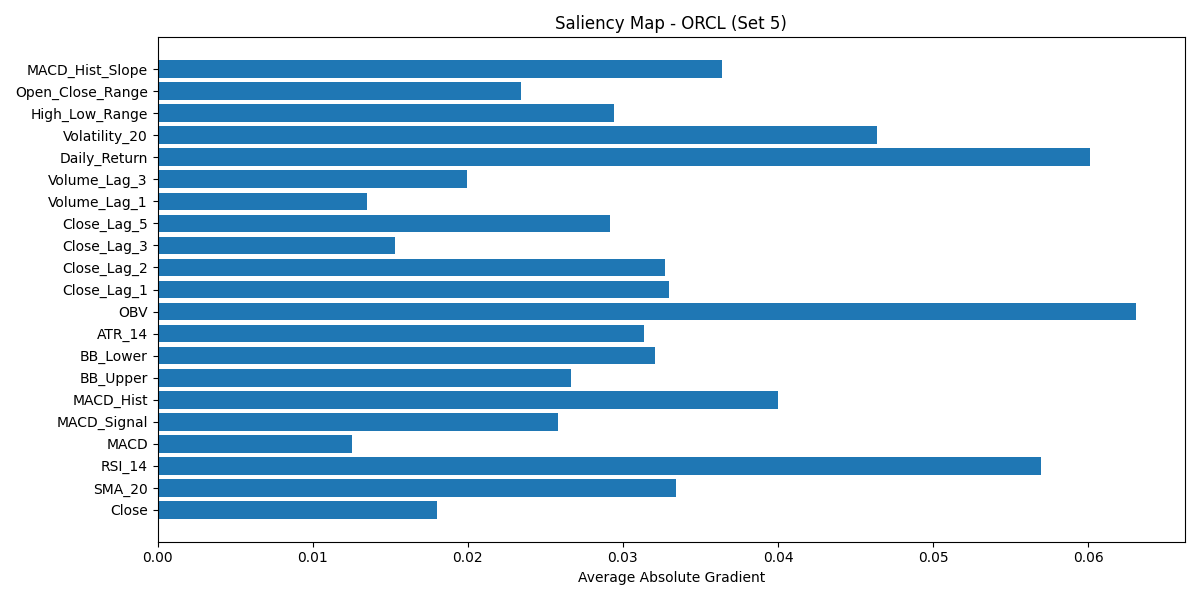 Saliency Map - ORCL (Set 5)
MACD_Hist_Slope
Open_Close_Range
High_Low_Range
Volatility_20
Daily_Return
Volume_Lag_3
Volume_Lag_1
Close_Lag_5
Close_Lag_3
Close_Lag_2
Close_Lag_1
OBV
ATR_14
BB_Lower
BB_Upper
MACD_Hist
MACD_Signal
MACD
RSI_14
SMA_20
Close
0.00 0.01 0.02 0.03 0.04 0.05 0.06
Average Absolute Gradient